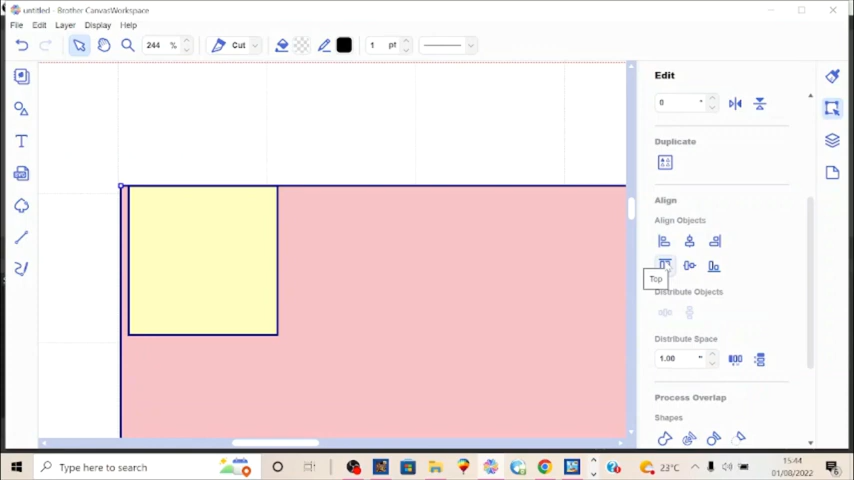 untitled - Brother CanvasWorkspace
File Edit Layer Display Help
244 % Cut 1 pt
Edit
0 °
Duplicate
Align
Align Objects
Top
Distribute Objects
Distribute Space
1.00 "
Process Overlap
Shapes
Type here to search
23°C
15:44
01/08/2022
6